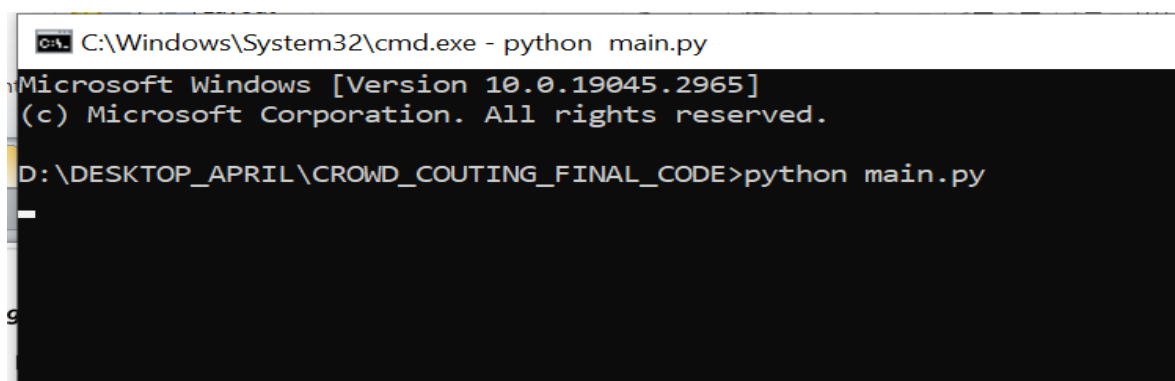 C:\Windows\System32\cmd.exe - python  main.py
Microsoft Windows [Version 10.0.19045.2965]
(c) Microsoft Corporation. All rights reserved.
D:\DESKTOP_APRIL\CROWD_COUTING_FINAL_CODE>python main.py